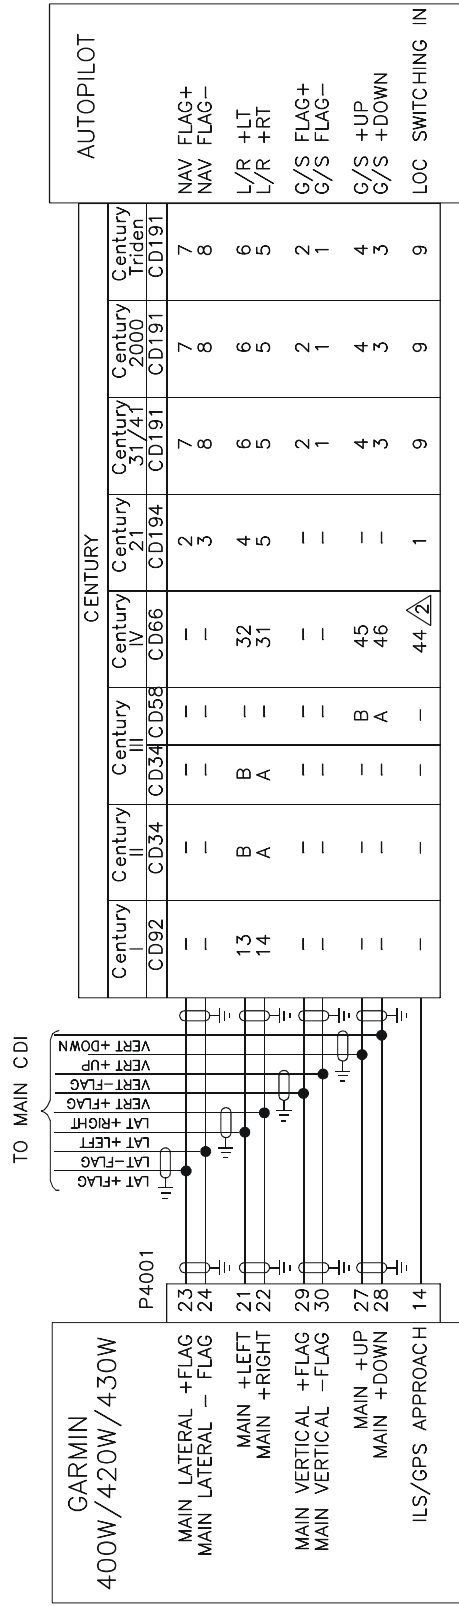 GARMIN
400W/420W/430W
P4001
MAIN LATERAL +FLAG 23
MAIN LATERAL - FLAG 24
MAIN +LEFT 21
MAIN +RIGHT 22
MAIN VERTICAL +FLAG 29
MAIN VERTICAL -FLAG 30
MAIN +UP 27
MAIN +DOWN 28
ILS/GPS APPROACH 14
TO MAIN CDI
LAT +FLAG
LAT-FLAG
LAT +LEFT
LAT +RIGHT
VERT +FLAG
VERT-FLAG
VERT +UP
VERT +DOWN
CENTURY
Century I Century II Century III Century IV Century 21 Century 31/41 Century 2000 Century Triden
CD92 CD34 CD34 CD58 CD66 CD194 CD191 CD191 CD191
AUTOPILOT
- - - - - 2 7 7 7 NAV FLAG+
- - - - - 3 8 8 8 NAV FLAG-
13 B B - 32 4 6 6 6 L/R +LT
14 A A - 31 5 5 5 5 L/R +RT
- - - - - - 2 2 2 G/S FLAG+
- - - - - - 1 1 1 G/S FLAG-
- - - B 45 - 4 4 4 G/S +UP
- - - A 46 - 3 3 3 G/S +DOWN
- - - - 44 2 1 9 9 9 LOC SWITCHING IN